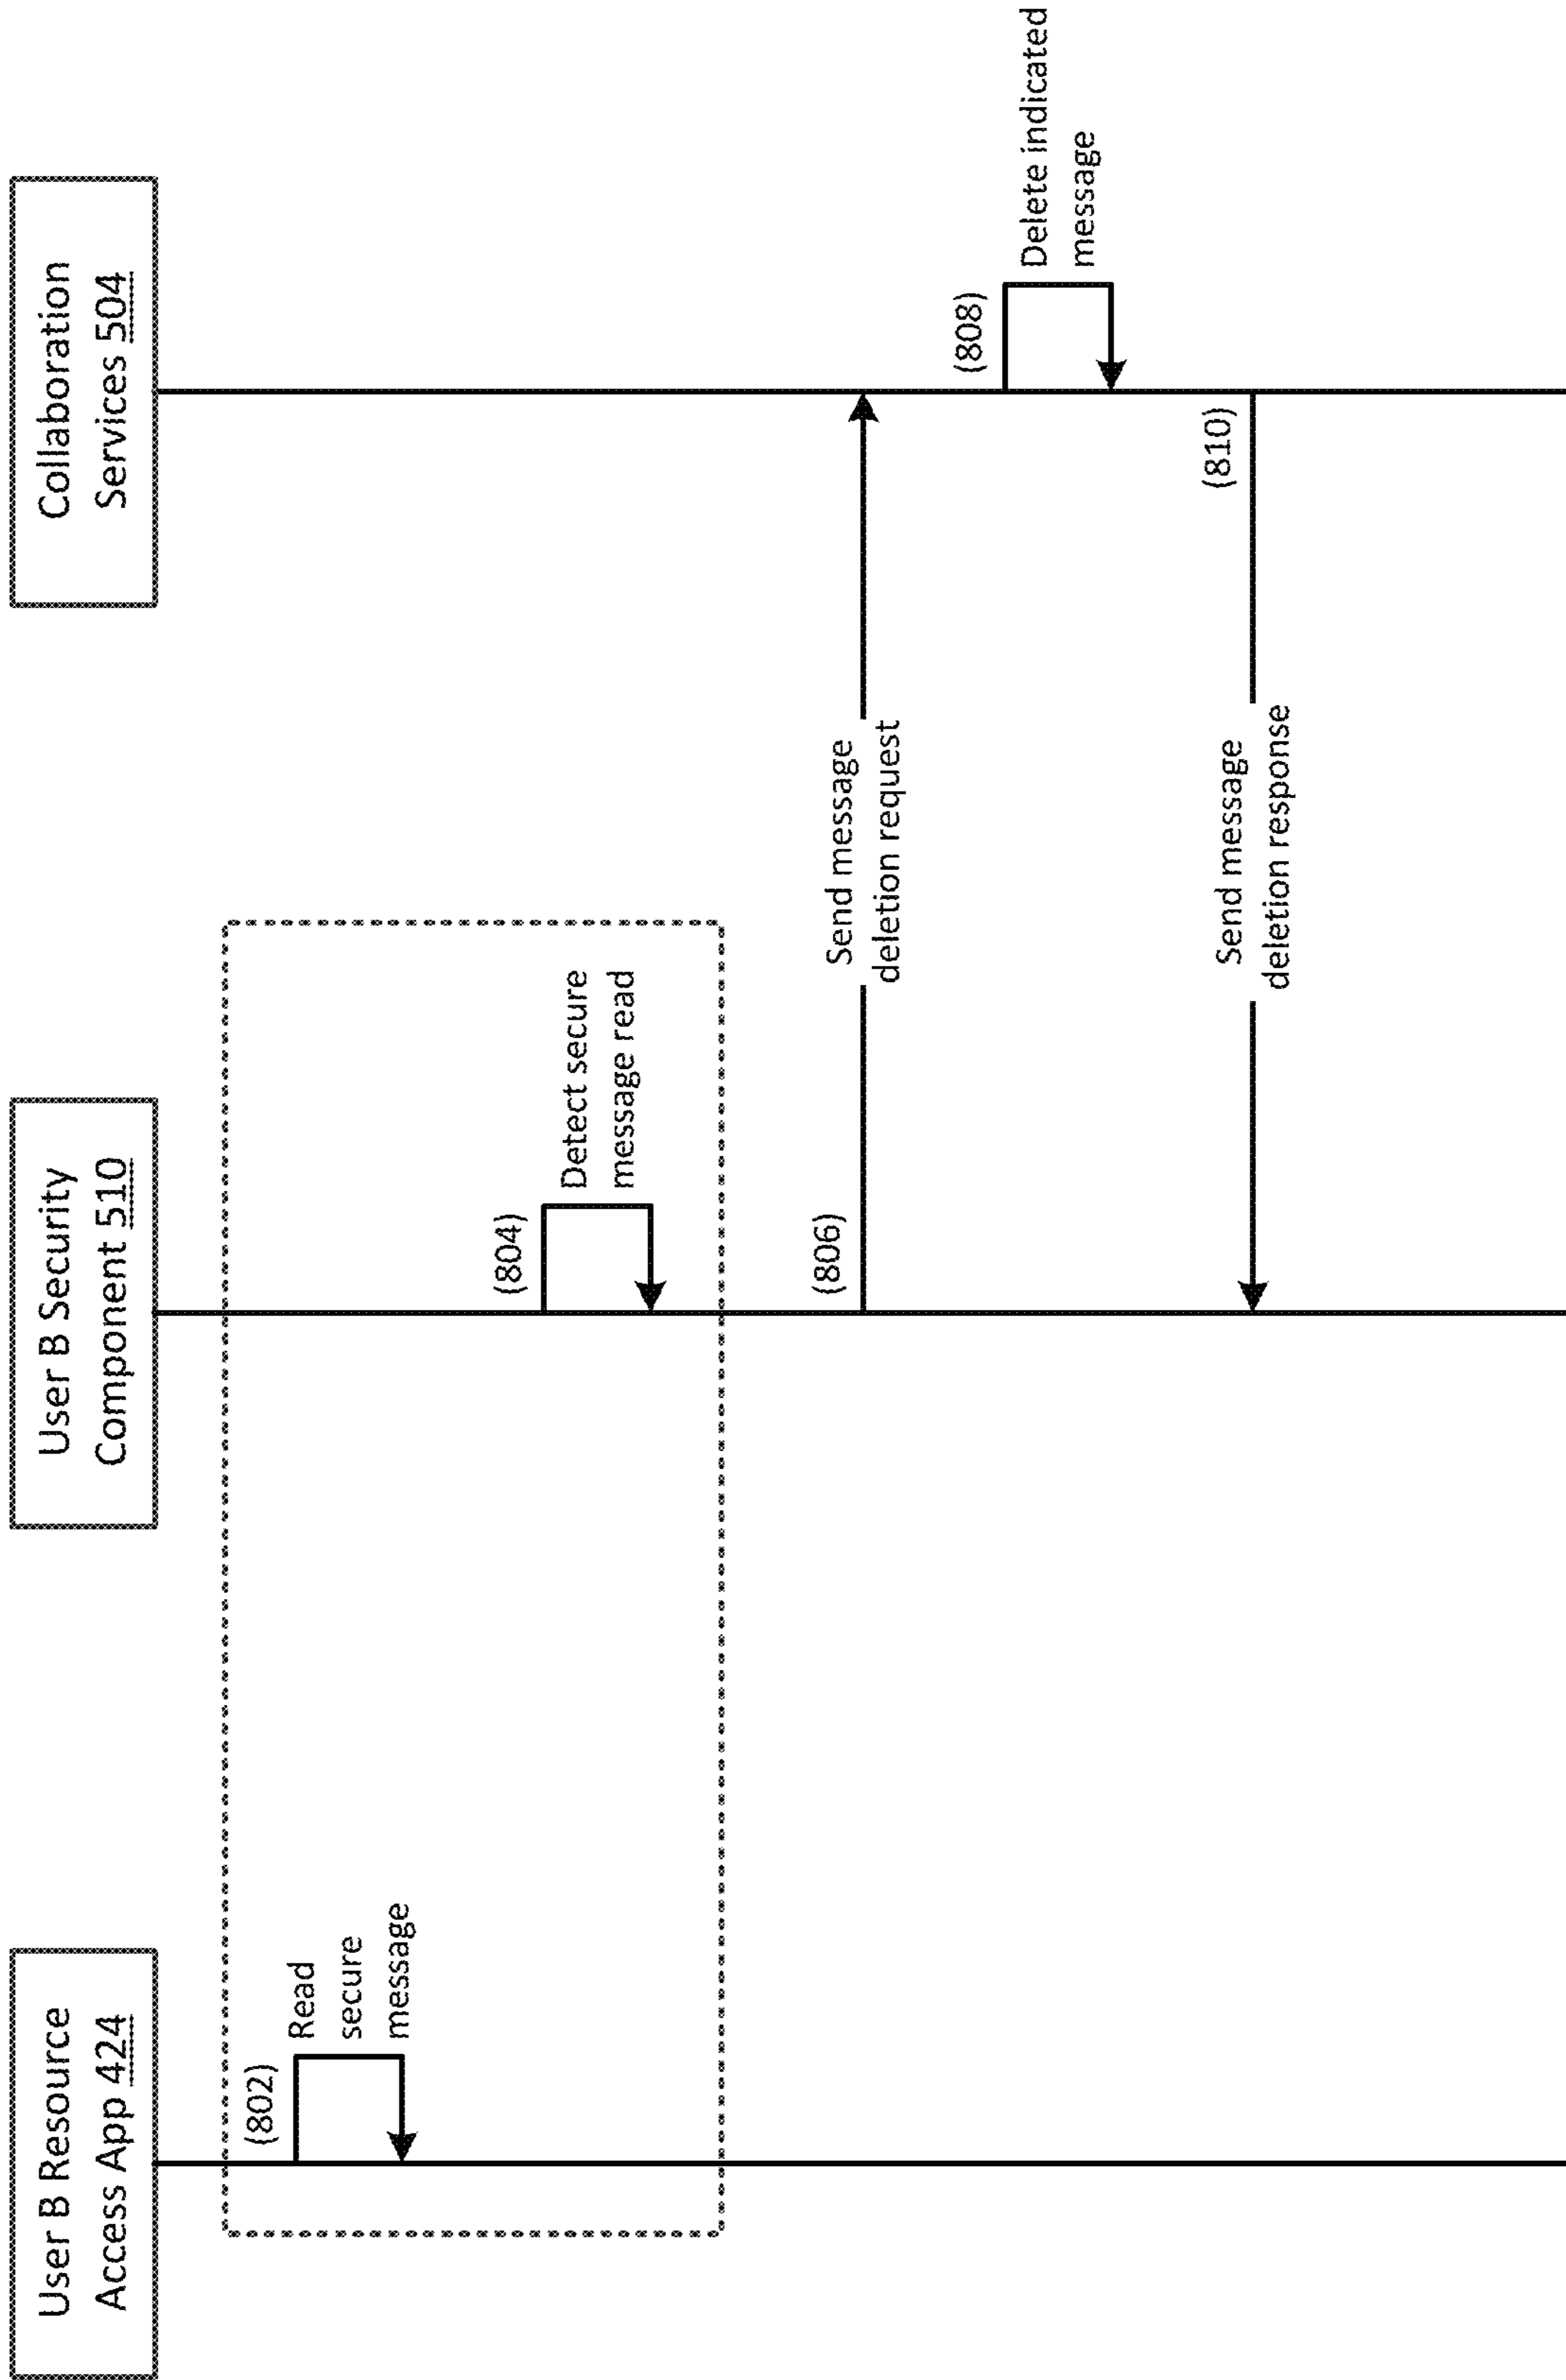 User B Resource
Access App 424
User B Security
Component 510
Collaboration
Services 504
(802)
Read
secure
message
(804)
Detect secure
message read
(806)
Send message
deletion request
(808)
Delete indicated
message
(810)
Send message
deletion response